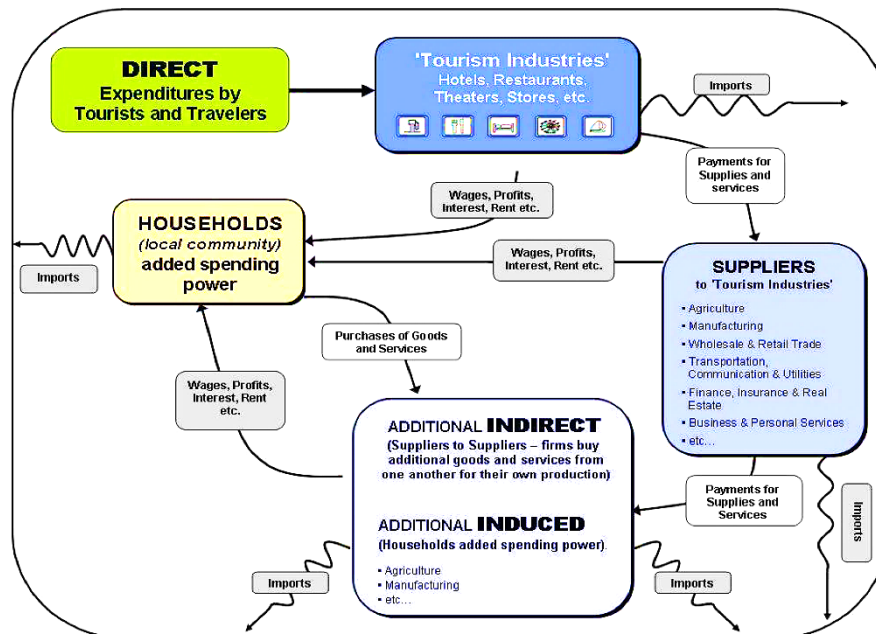 DIRECT
Expenditures by
Tourists and Travelers
'Tourism Industries'
Hotels, Restaurants,
Theaters, Stores, etc.
Imports
Payments for
Supplies and
services
Wages, Profits,
Interest, Rent etc.
HOUSEHOLDS
(local community)
added spending
power
Imports
Wages, Profits,
Interest, Rent etc.
SUPPLIERS
to 'Tourism Industries'
▪ Agriculture
▪ Manufacturing
▪ Wholesale & Retail Trade
▪ Transportation,
Communication & Utilities
▪ Finance, Insurance & Real
Estate
▪ Business & Personal Services
▪ etc...
Purchases of Goods
and Services
Wages, Profits,
Interest, Rent
etc.
ADDITIONAL INDIRECT
(Suppliers to Suppliers – firms buy
additional goods and services from
one another for their own production)
ADDITIONAL INDUCED
(Households added spending power).
▪ Agriculture
▪ Manufacturing
▪ etc...
Payments for
Supplies and
Services
Imports
Imports
Imports